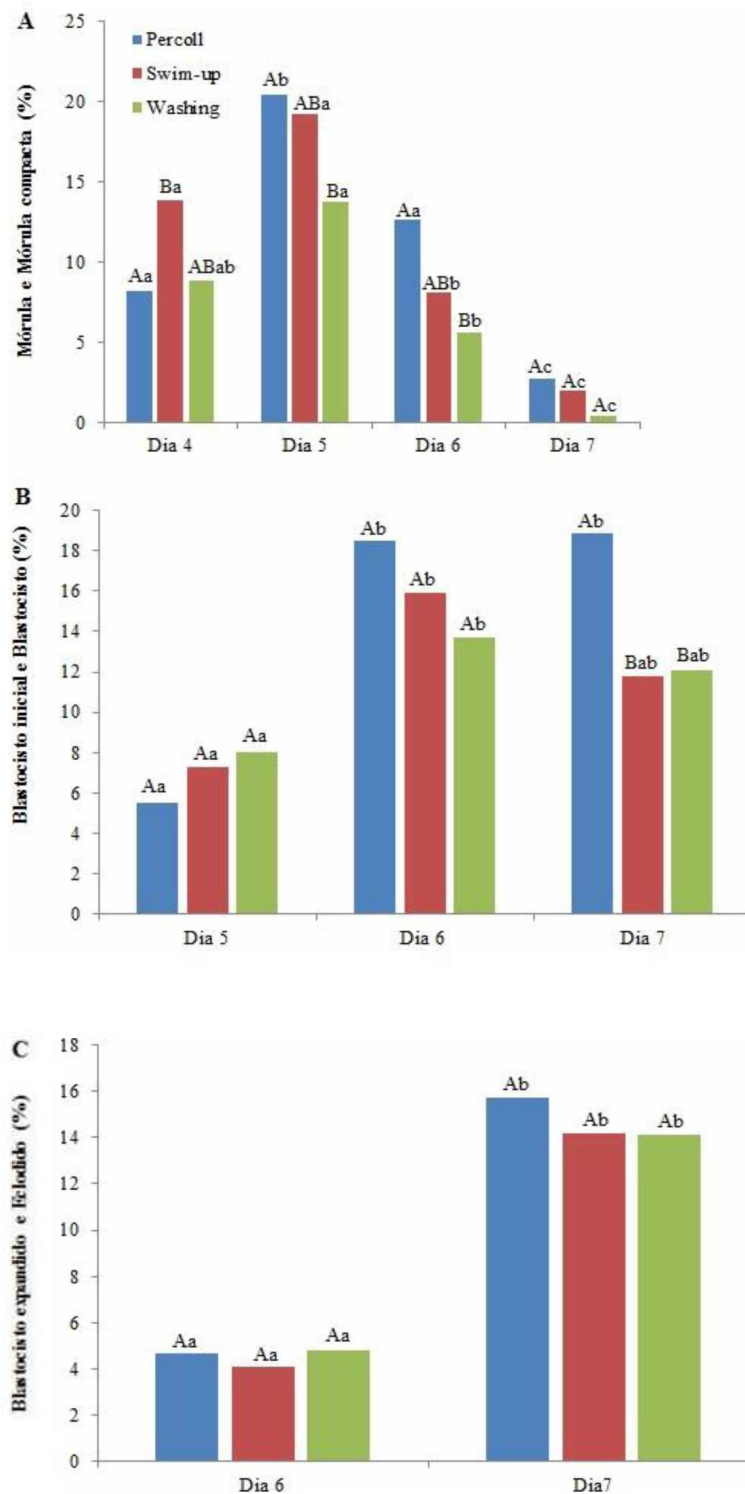 A
Mórula e Mórula compacta (%)
25
20
15
10
5
0
Percoll
Swim-up
Washing
Aa
Ba
ABab
Ab
ABa
Ba
Aa
ABb
Bb
Ac
Ac
Ac
Dia 4
Dia 5
Dia 6
Dia 7
B
Blastocisto inicial e Blastocisto (%)
20
18
16
14
12
10
8
6
4
2
0
Aa
Aa
Aa
Ab
Ab
Ab
Ab
Bab
Bab
Dia 5
Dia 6
Dia 7
C
Blastocisto expandido e Eclodido (%)
18
16
14
12
10
8
6
4
2
0
Aa
Aa
Aa
Ab
Ab
Ab
Dia 6
Dia7